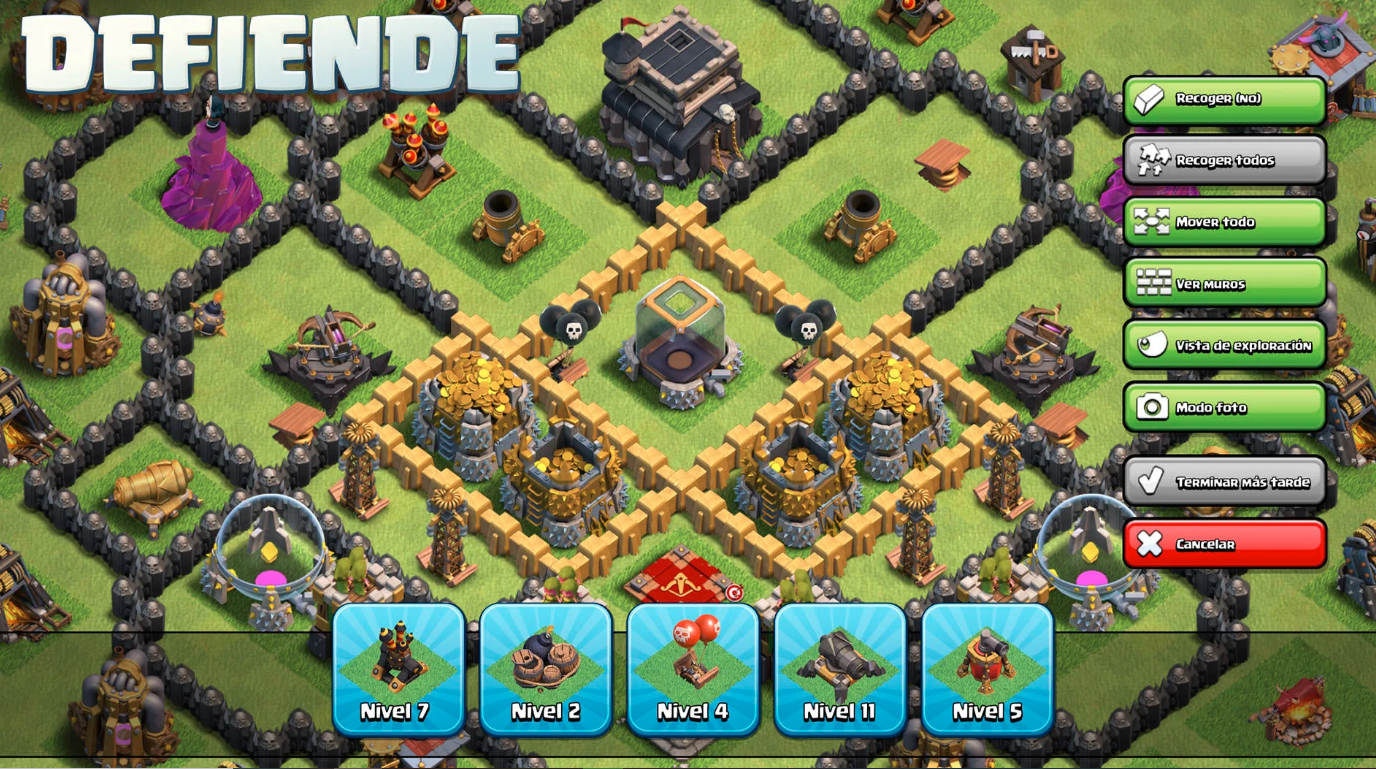 DEFIENDE
Recoger (no)
Recoger todos
Mover todo
Ver muros
Vista de exploración
Modo foto
Terminar más tarde
Cancelar
Nivel 7
Nivel 2
Nivel 4
Nivel 11
Nivel 5